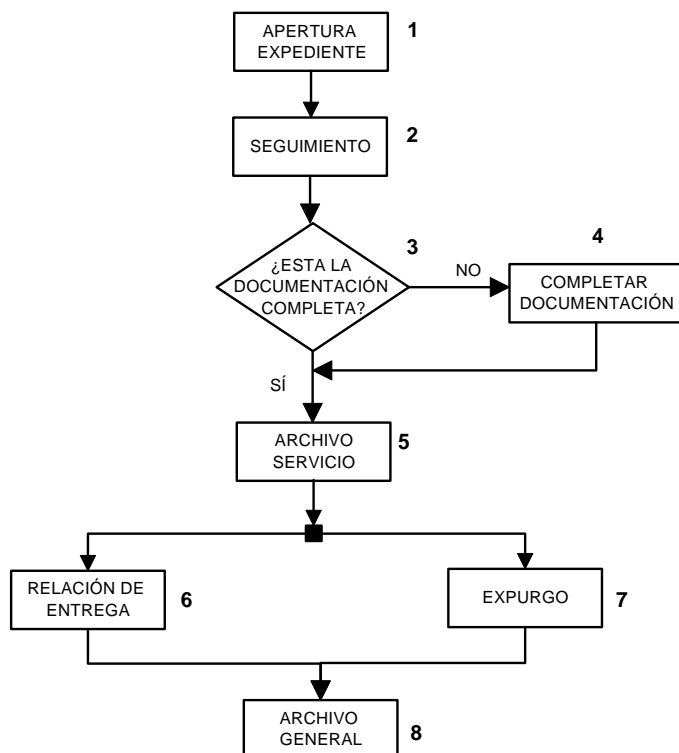 APERTURA
EXPEDIENTE
1
SEGUIMIENTO
2
3
¿ESTA LA
DOCUMENTACIÓN
COMPLETA?
NO
4
COMPLETAR
DOCUMENTACIÓN
SÍ
ARCHIVO
SERVICIO
5
RELACIÓN DE
ENTREGA
6
EXPURGO
7
ARCHIVO
GENERAL
8